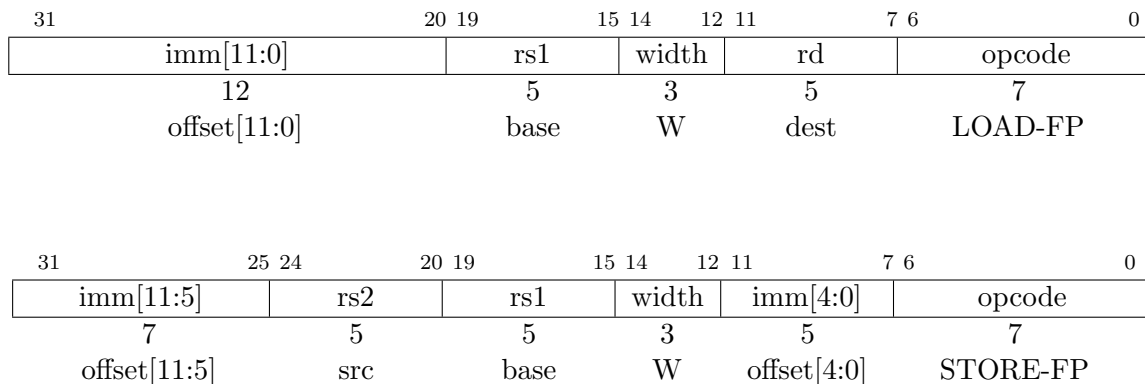 31 20 19 15 14 12 11 7 6 0
imm[11:0] rs1 width rd opcode
12 5 3 5 7
offset[11:0] base W dest LOAD-FP
31 25 24 20 19 15 14 12 11 7 6 0
imm[11:5] rs2 rs1 width imm[4:0] opcode
7 5 5 3 5 7
offset[11:5] src base W offset[4:0] STORE-FP